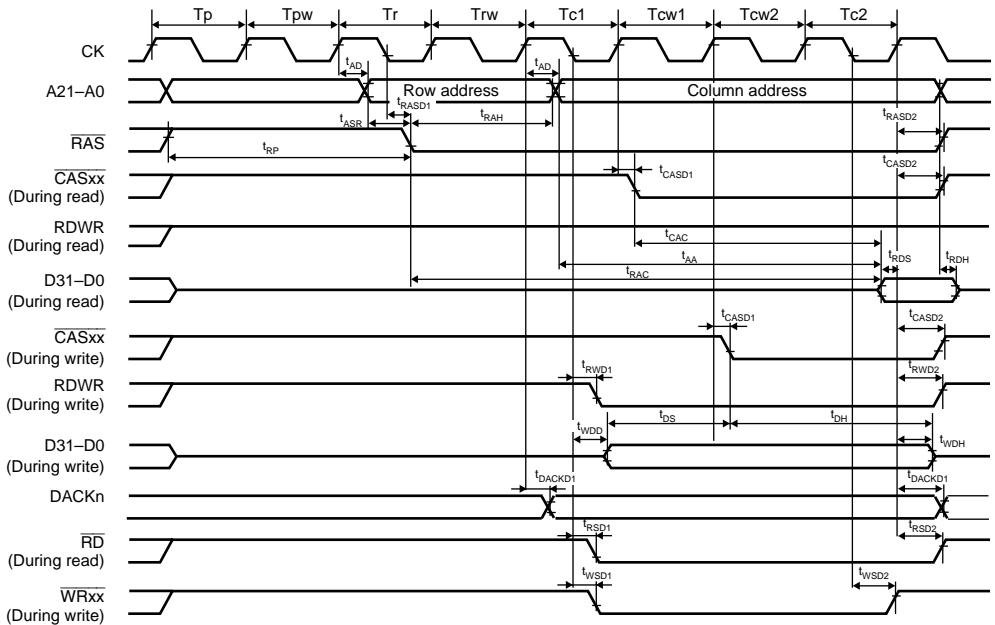 Tp Tpw Tr Trw Tc1 Tcw1 Tcw2 Tc2
CK
tAD tAD
A21–A0 Row address Column address
tRASD1 tRASD2
tASR tRAH
RAS
tRP
CASxx
(During read)
tCASD1 tCASD2
RDWR
(During read)
tCAC
tAA tRDS tRDH
tRAC
D31–D0
(During read)
CASxx
(During write)
tCASD1 tCASD2
RDWR
(During write)
tRWD1 tRWD2
tDS tDH
D31–D0
(During write)
tWDD tWDH
DACKn
tDACKD1 tDACKD1
RD
(During read)
tRSD1 tRSD2
WRxx
(During write)
tWSD1 tWSD2